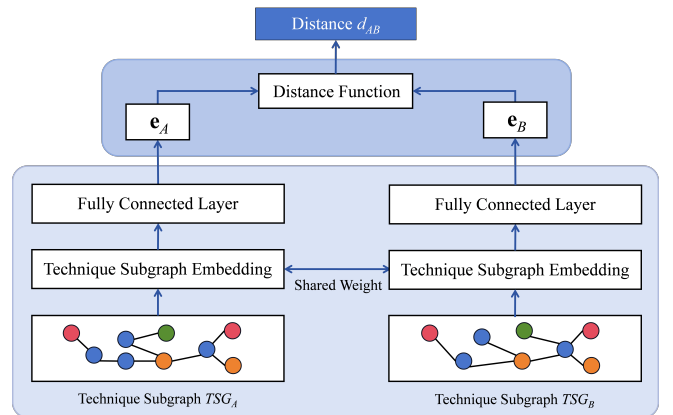 Distance d_AB
Distance Function
e_A
e_B
Fully Connected Layer
Fully Connected Layer
Technique Subgraph Embedding
Shared Weight
Technique Subgraph Embedding
Technique Subgraph TSG_A
Technique Subgraph TSG_B